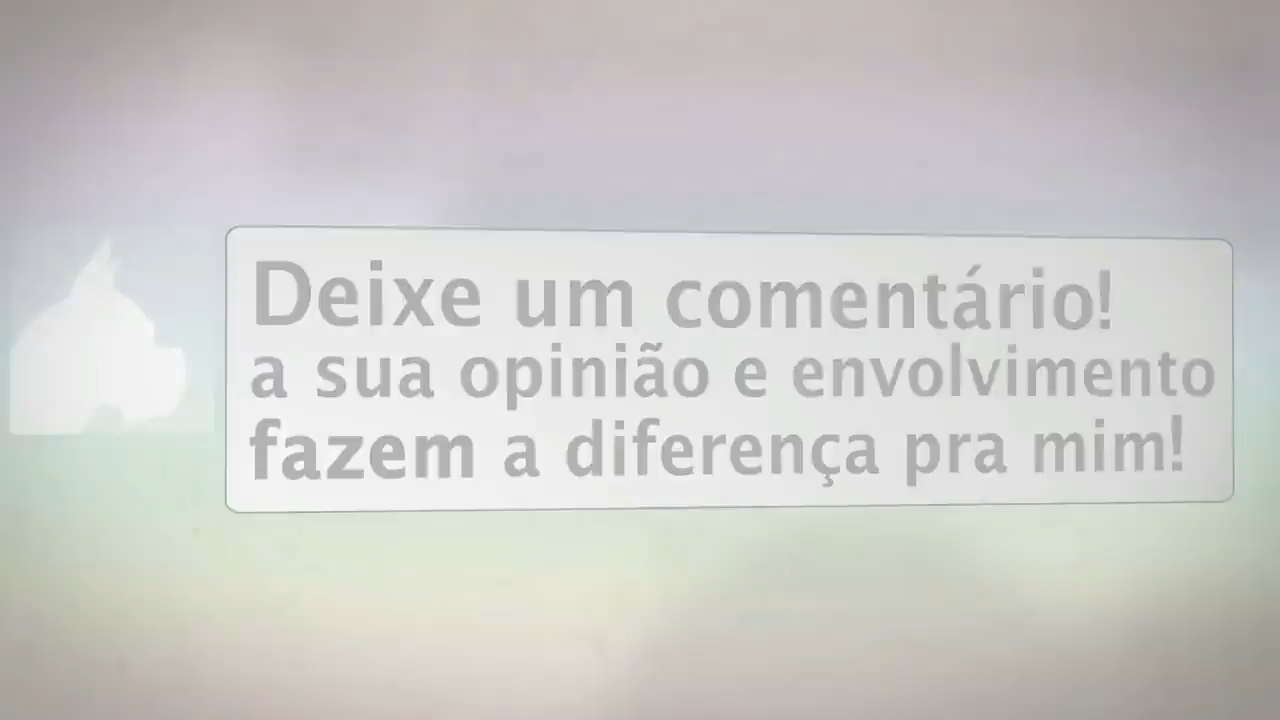 Deixe um comentário!
a sua opinião e envolvimento
fazem a diferença pra mim!